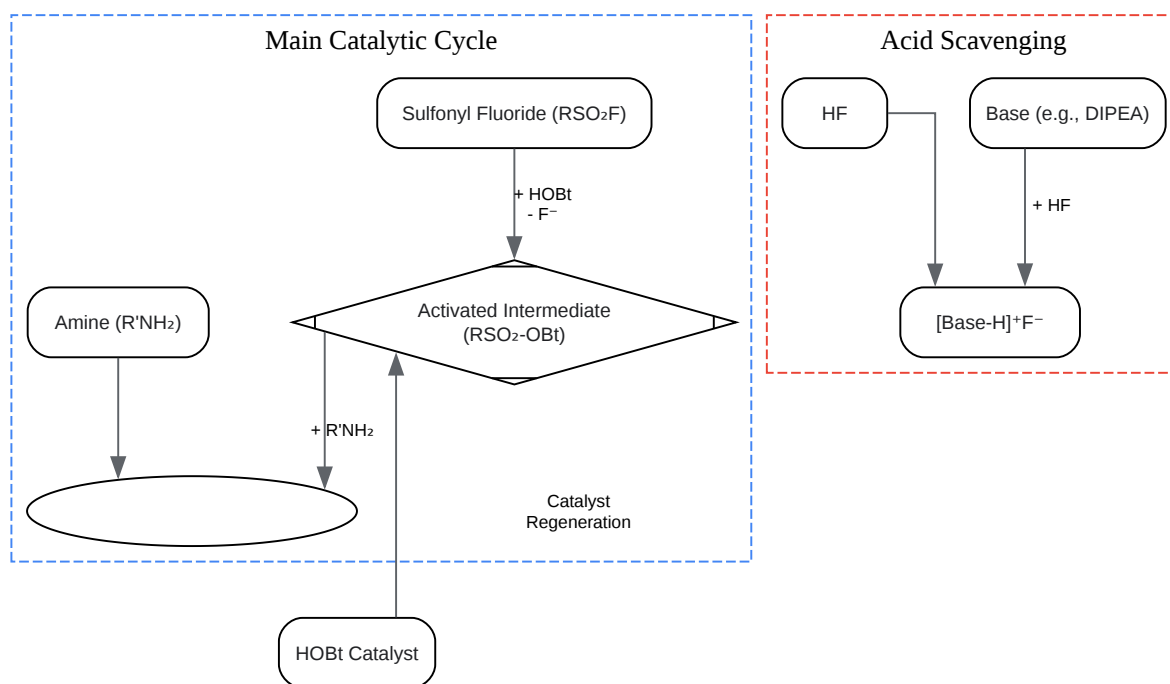 Main Catalytic Cycle
Acid Scavenging
Sulfonyl Fluoride (RSO₂F)
HF
Base (e.g., DIPEA)
+ HOBt
- F⁻
+ HF
Amine (R'NH₂)
Activated Intermediate
(RSO₂-OBt)
[Base-H]⁺F⁻
+ R'NH₂
Catalyst
Regeneration
HOBt Catalyst